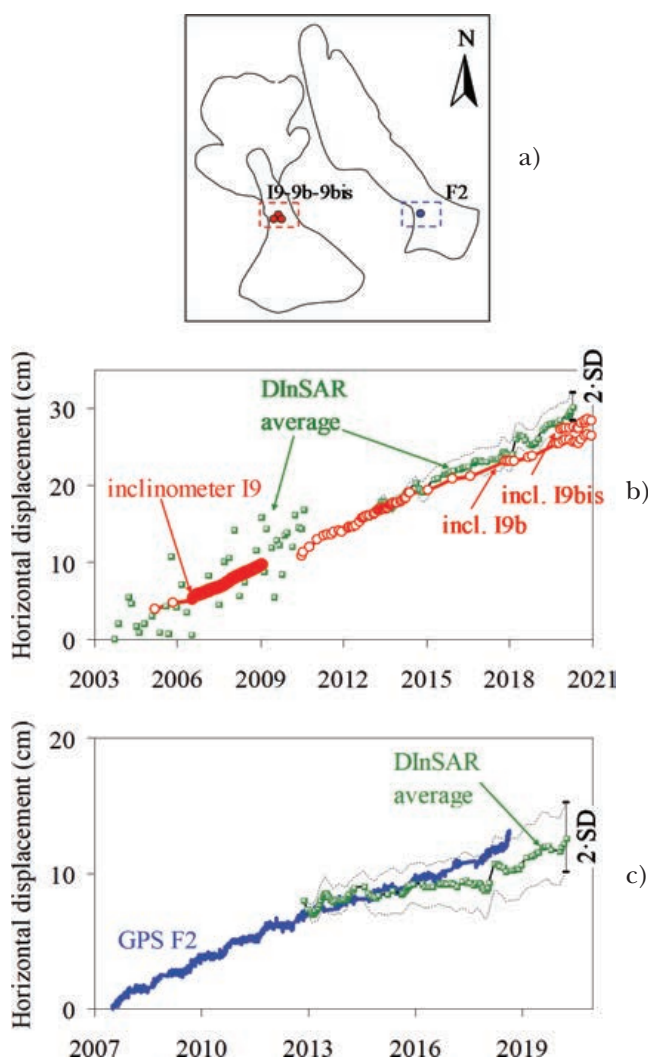 N
a)
I9-9b-9bis
F2
Horizontal displacement (cm)
30
20
10
0
DInSAR
average
inclinometer I9
2·SD
incl. I9bis
incl. I9b
b)
2003
2006
2009
2012
2015
2018
2021
Horizontal displacement (cm)
20
10
0
DInSAR
average
2·SD
GPS F2
c)
2007
2010
2013
2016
2019